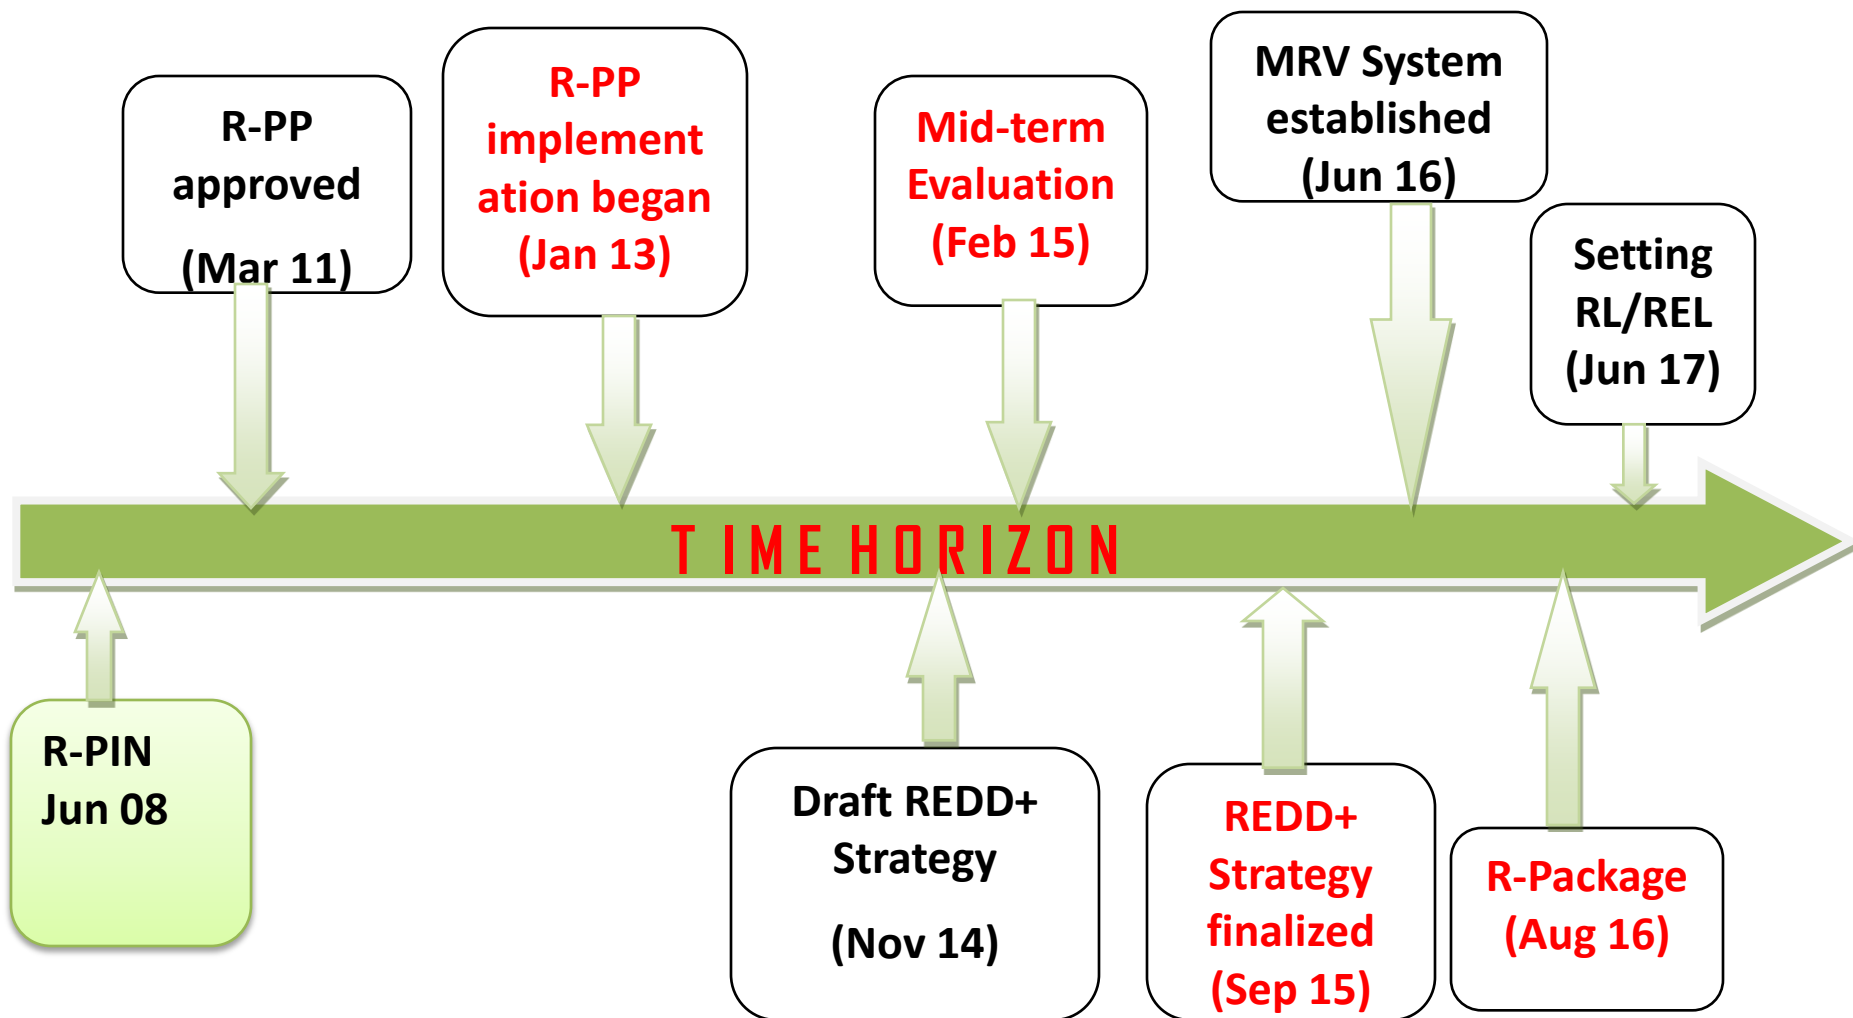 R-PP
approved
(Mar 11)
R-PP
implement
ation began
(Jan 13)
Mid-term
Evaluation
(Feb 15)
MRV System
established
(Jun 16)
Setting
RL/REL
(Jun 17)
TIME HORIZON
R-PIN
Jun 08
Draft REDD+
Strategy
(Nov 14)
REDD+
Strategy
finalized
(Sep 15)
R-Package
(Aug 16)